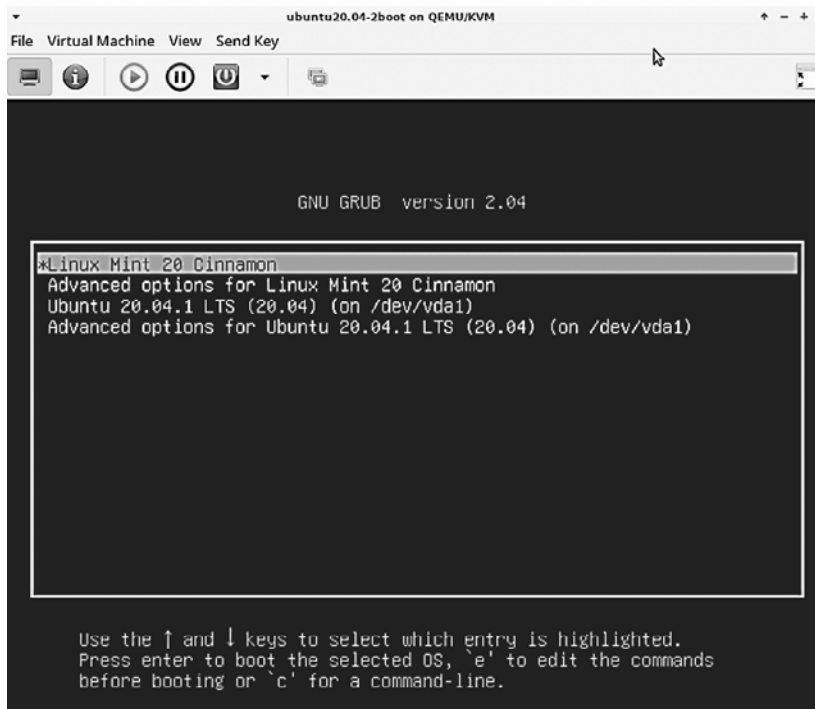 ubuntu20.04-2boot on QEMU/KVM
File Virtual Machine View Send Key
GNU GRUB version 2.04
*Linux Mint 20 Cinnamon
Advanced options for Linux Mint 20 Cinnamon
Ubuntu 20.04.1 LTS (20.04) (on /dev/vda1)
Advanced options for Ubuntu 20.04.1 LTS (20.04) (on /dev/vda1)
Use the ↑ and ↓ keys to select which entry is highlighted.
Press enter to boot the selected OS, `e' to edit the commands
before booting or `c' for a command-line.